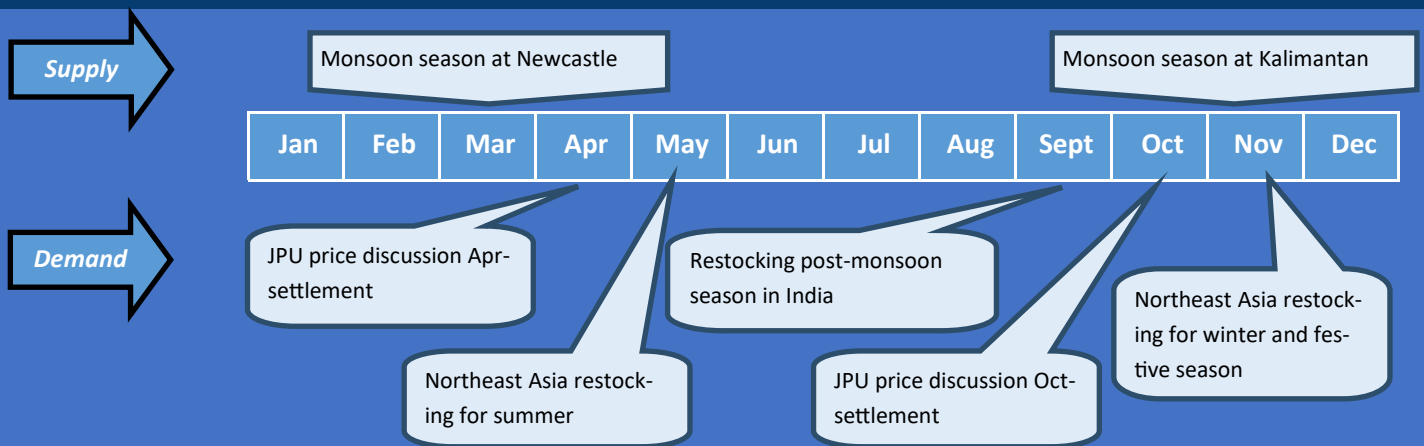 Supply
Monsoon season at Newcastle
Monsoon season at Kalimantan
Jan Feb Mar Apr May Jun Jul Aug Sept Oct Nov Dec
Demand
JPU price discussion Apr-
settlement
Northeast Asia restock-
ing for summer
Restocking post-monsoon
season in India
JPU price discussion Oct-
settlement
Northeast Asia restock-
ing for winter and fes-
tive season